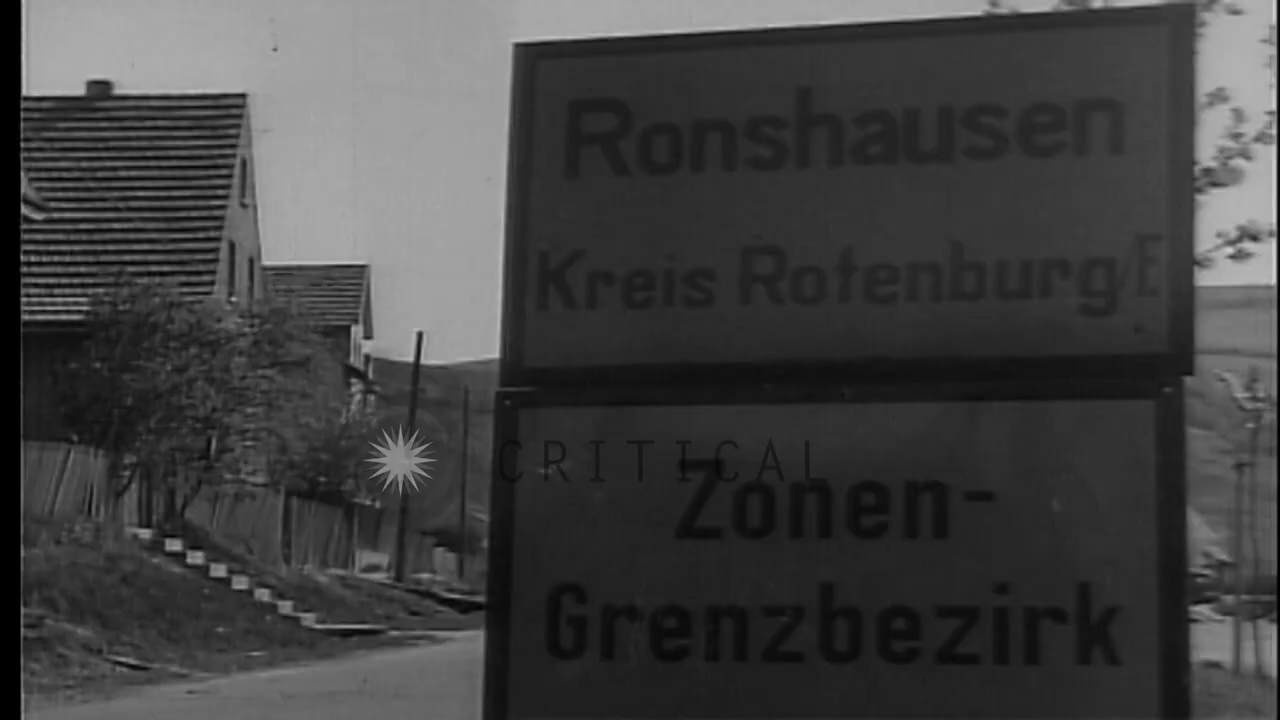 Ronshausen
Kreis Rotenburg/F.
CRITICAL
Zonen-
Grenzbezirk